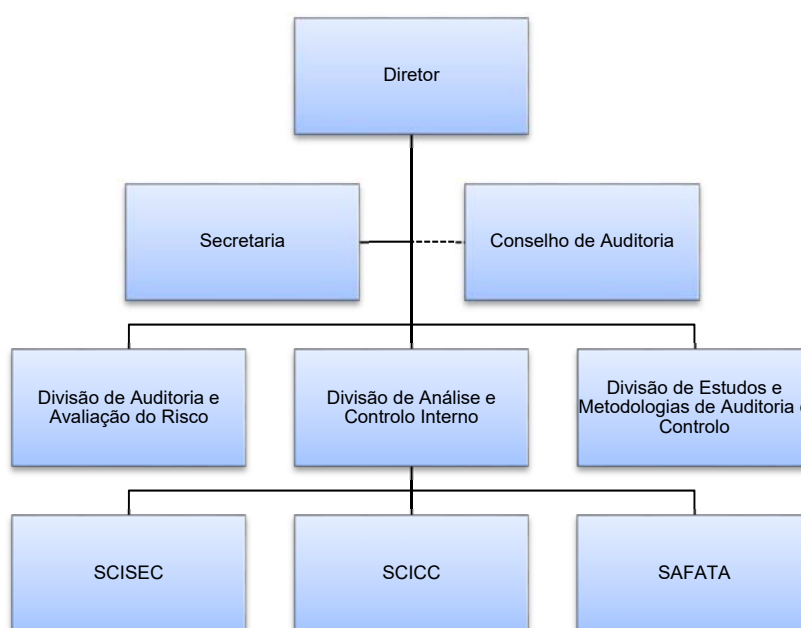 Diretor
Secretaria
Conselho de Auditoria
Divisão de Auditoria e
Avaliação do Risco
Divisão de Análise e
Controlo Interno
Divisão de Estudos e
Metodologias de Auditoria e
Controlo
SCISEC
SCICC
SAFATA